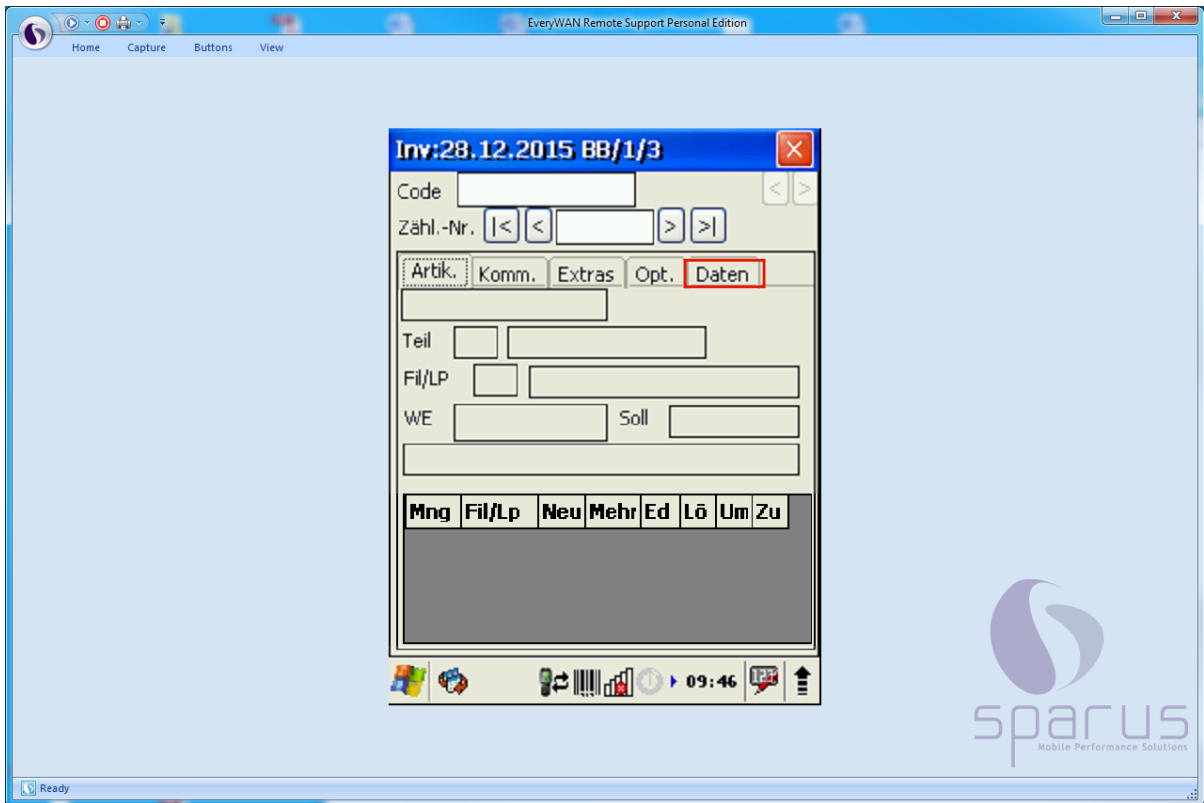 EveryWAN Remote Support Personal Edition
Home Capture Buttons View
Inv:28.12.2015 BB/1/3
Code < >
Zähl.-Nr. |< < > >|
Artik. Komm. Extras Opt. Daten
Teil
Fil/LP
WE Soll
Mng Fil/Lp Neu Mehr Ed Lö Um Zu
09:46
sparus
Mobile Performance Solutions
Ready